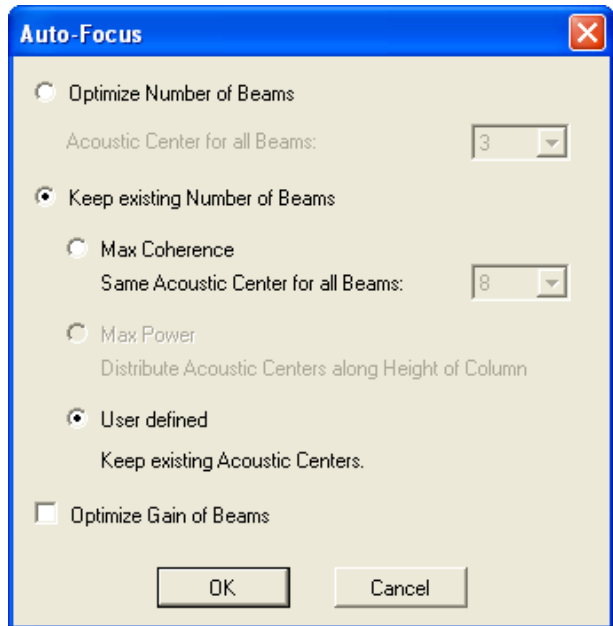 Auto-Focus
Optimize Number of Beams
Acoustic Center for all Beams: 3
Keep existing Number of Beams
Max Coherence
Same Acoustic Center for all Beams: 8
Max Power
Distribute Acoustic Centers along Height of Column
User defined
Keep existing Acoustic Centers.
Optimize Gain of Beams
OK Cancel